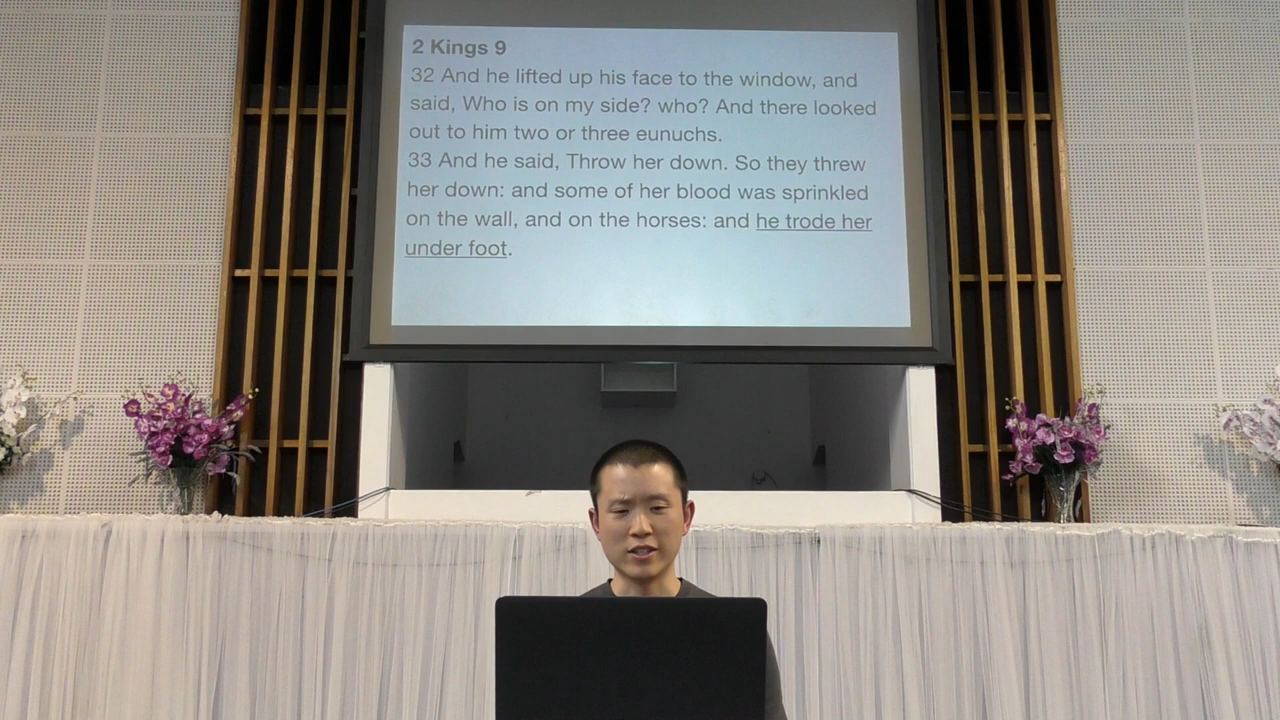 2 Kings 9
32 And he lifted up his face to the window, and
said, Who is on my side? who? And there looked
out to him two or three eunuchs.
33 And he said, Throw her down. So they threw
her down: and some of her blood was sprinkled
on the wall, and on the horses: and he trode her
under foot.